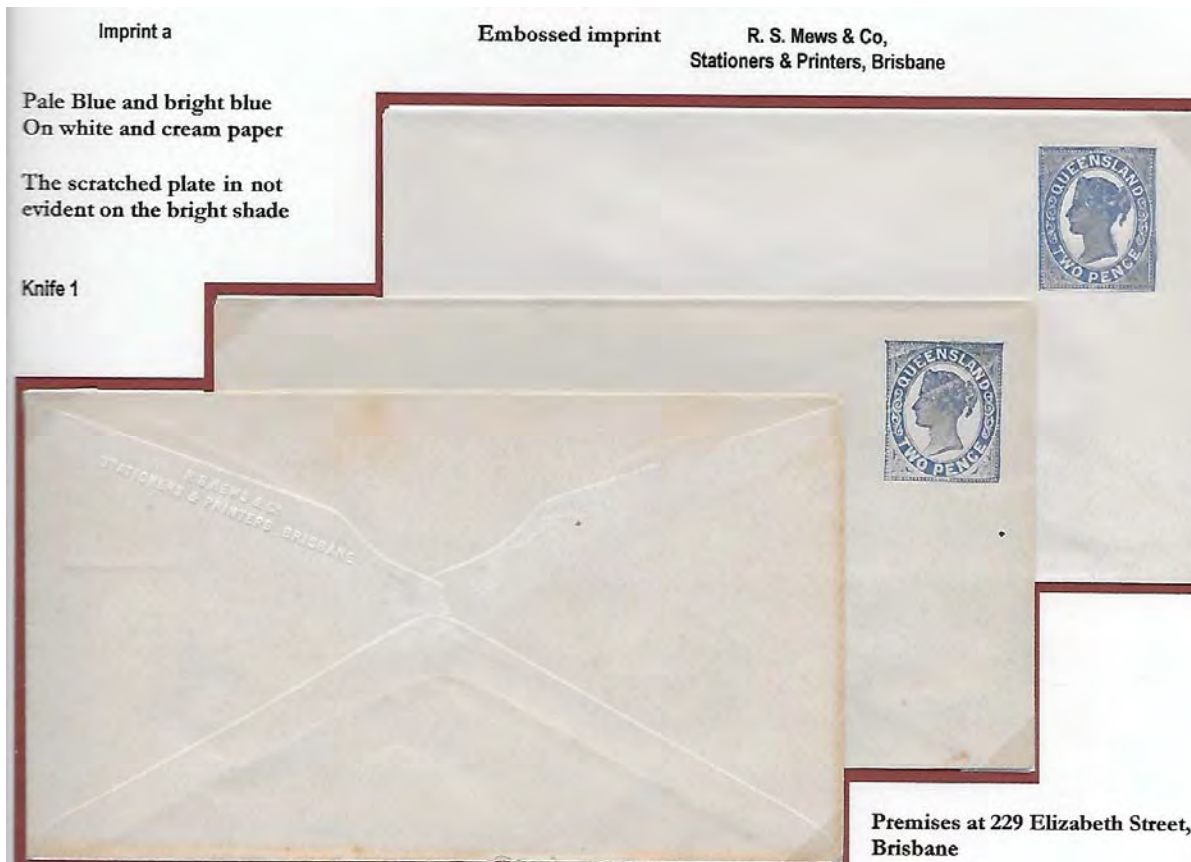 Imprint a
Embossed imprint
R. S. Mews & Co,
Stationers & Printers, Brisbane
Pale Blue and bright blue
On white and cream paper
The scratched plate in not
evident on the bright shade
Knife 1
QUEENSLAND
TWO PENCE
QUEENSLAND
TWO PENCE
R. S. MEWS & Co.
STATIONERS & PRINTERS BRISBANE
Premises at 229 Elizabeth Street,
Brisbane